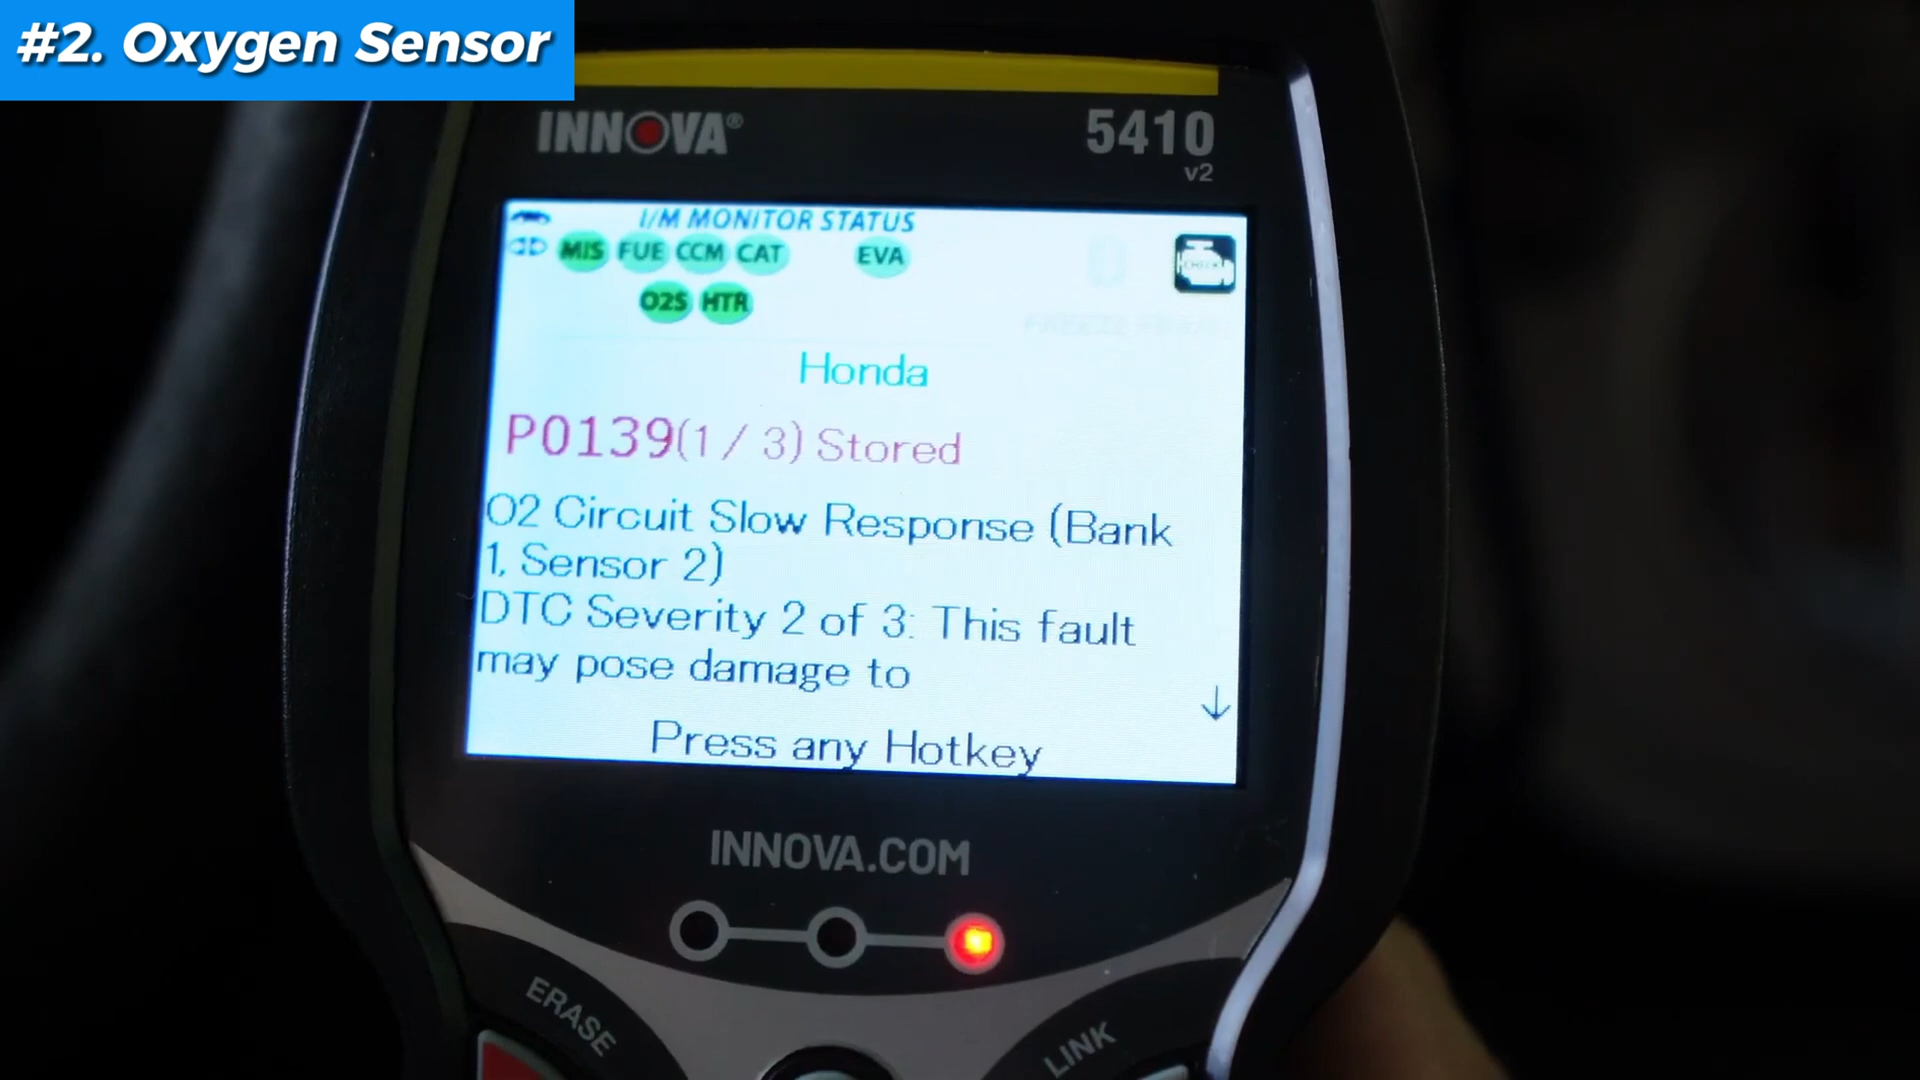 #2. Oxygen Sensor
INNOVA®
5410
v2
I/M MONITOR STATUS
MIS FUE CCM CAT EVA
O2S HTR
CHECK
Honda
P0139(1 / 3) Stored
O2 Circuit Slow Response (Bank
1, Sensor 2)
DTC Severity 2 of 3: This fault
may pose damage to
Press any Hotkey
INNOVA.COM
ERASE
LINK